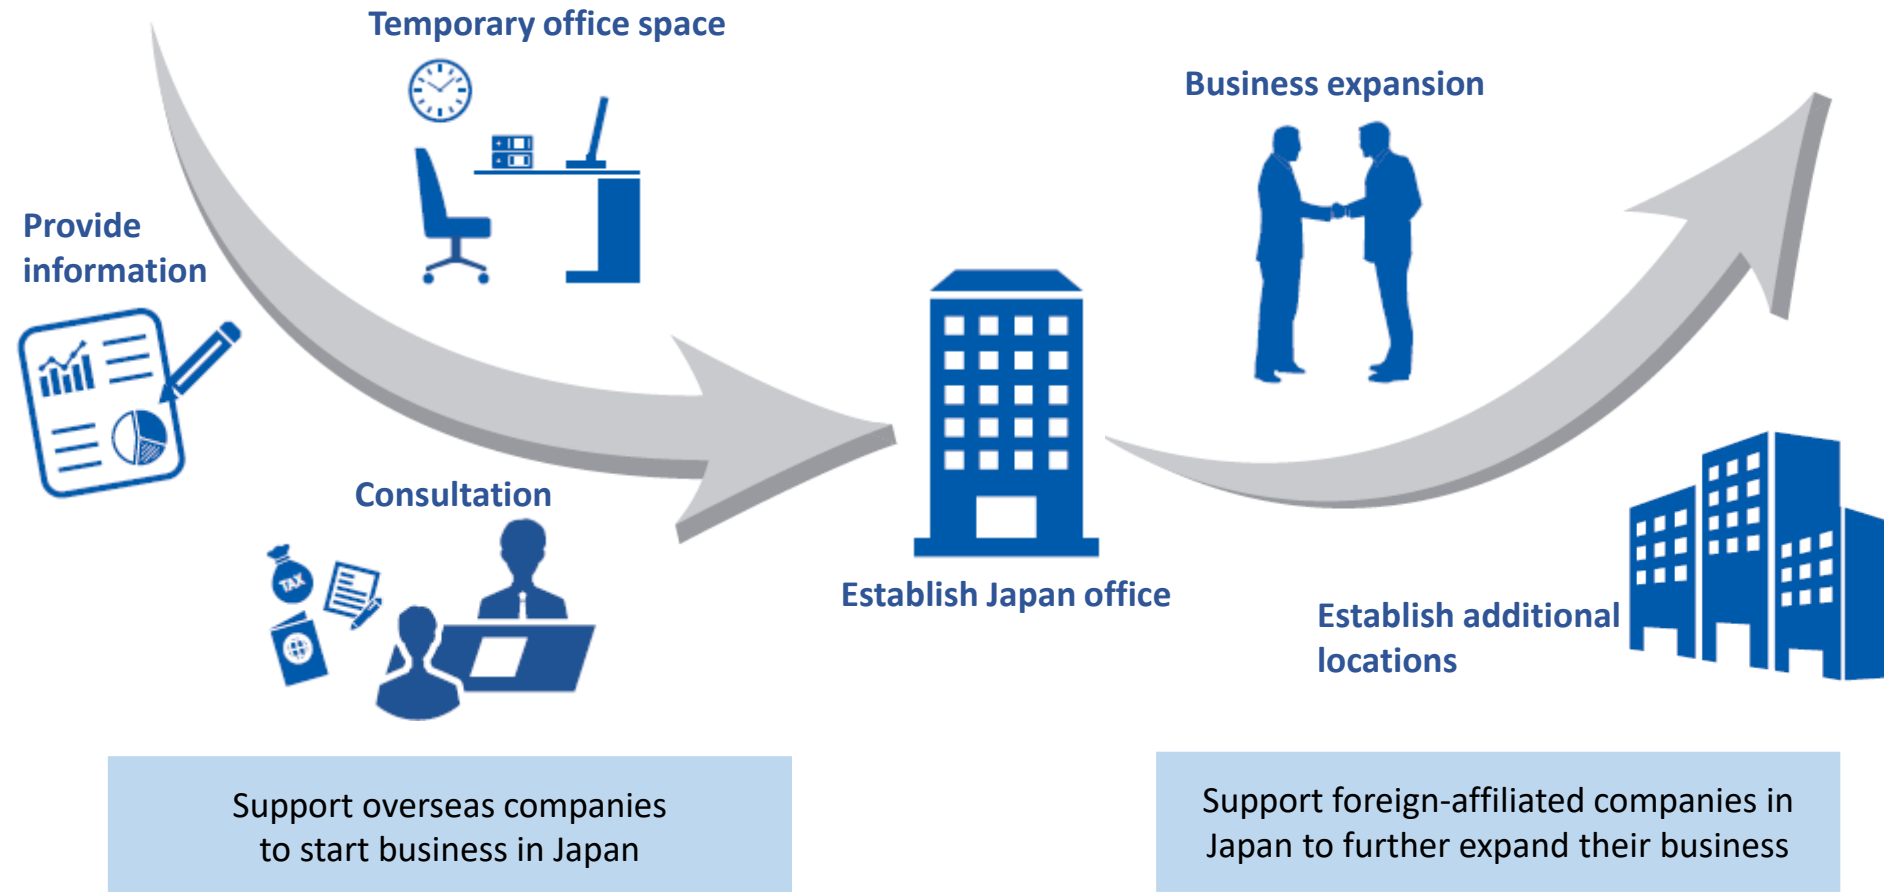 Temporary office space
Business expansion
Provide
information
Consultation
TAX
Establish Japan office
Establish additional
locations
Support overseas companies
to start business in Japan
Support foreign-affiliated companies in
Japan to further expand their business